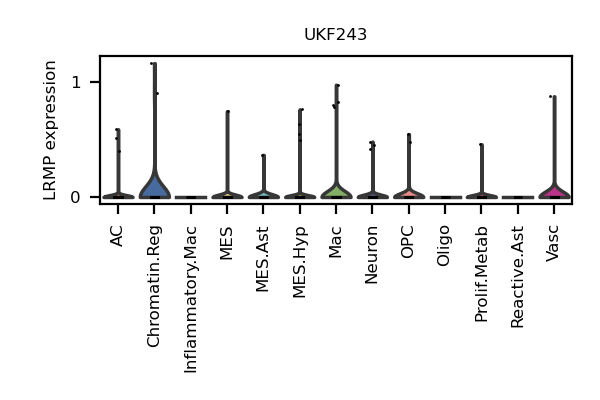 UKF243
LRMP expression
1
0
AC
Chromatin.Reg
Inflammatory.Mac
MES
MES.Ast
MES.Hyp
Mac
Neuron
OPC
Oligo
Prolif.Metab
Reactive.Ast
Vasc